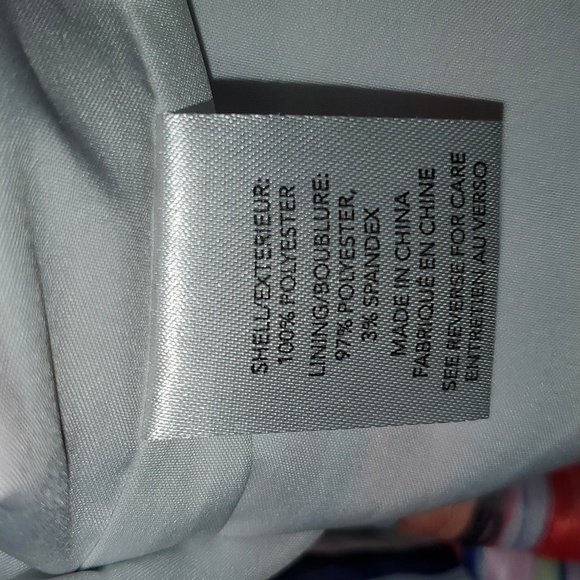 SHELL/EXTERIEUR:
100% POLYESTER
LINING/BOUBLURE:
97% POLYESTER,
3% SPANDEX
MADE IN CHINA
FABRIQUÉ EN CHINE
SEE REVERSE FOR CARE
ENTRETIEN AU VERSO